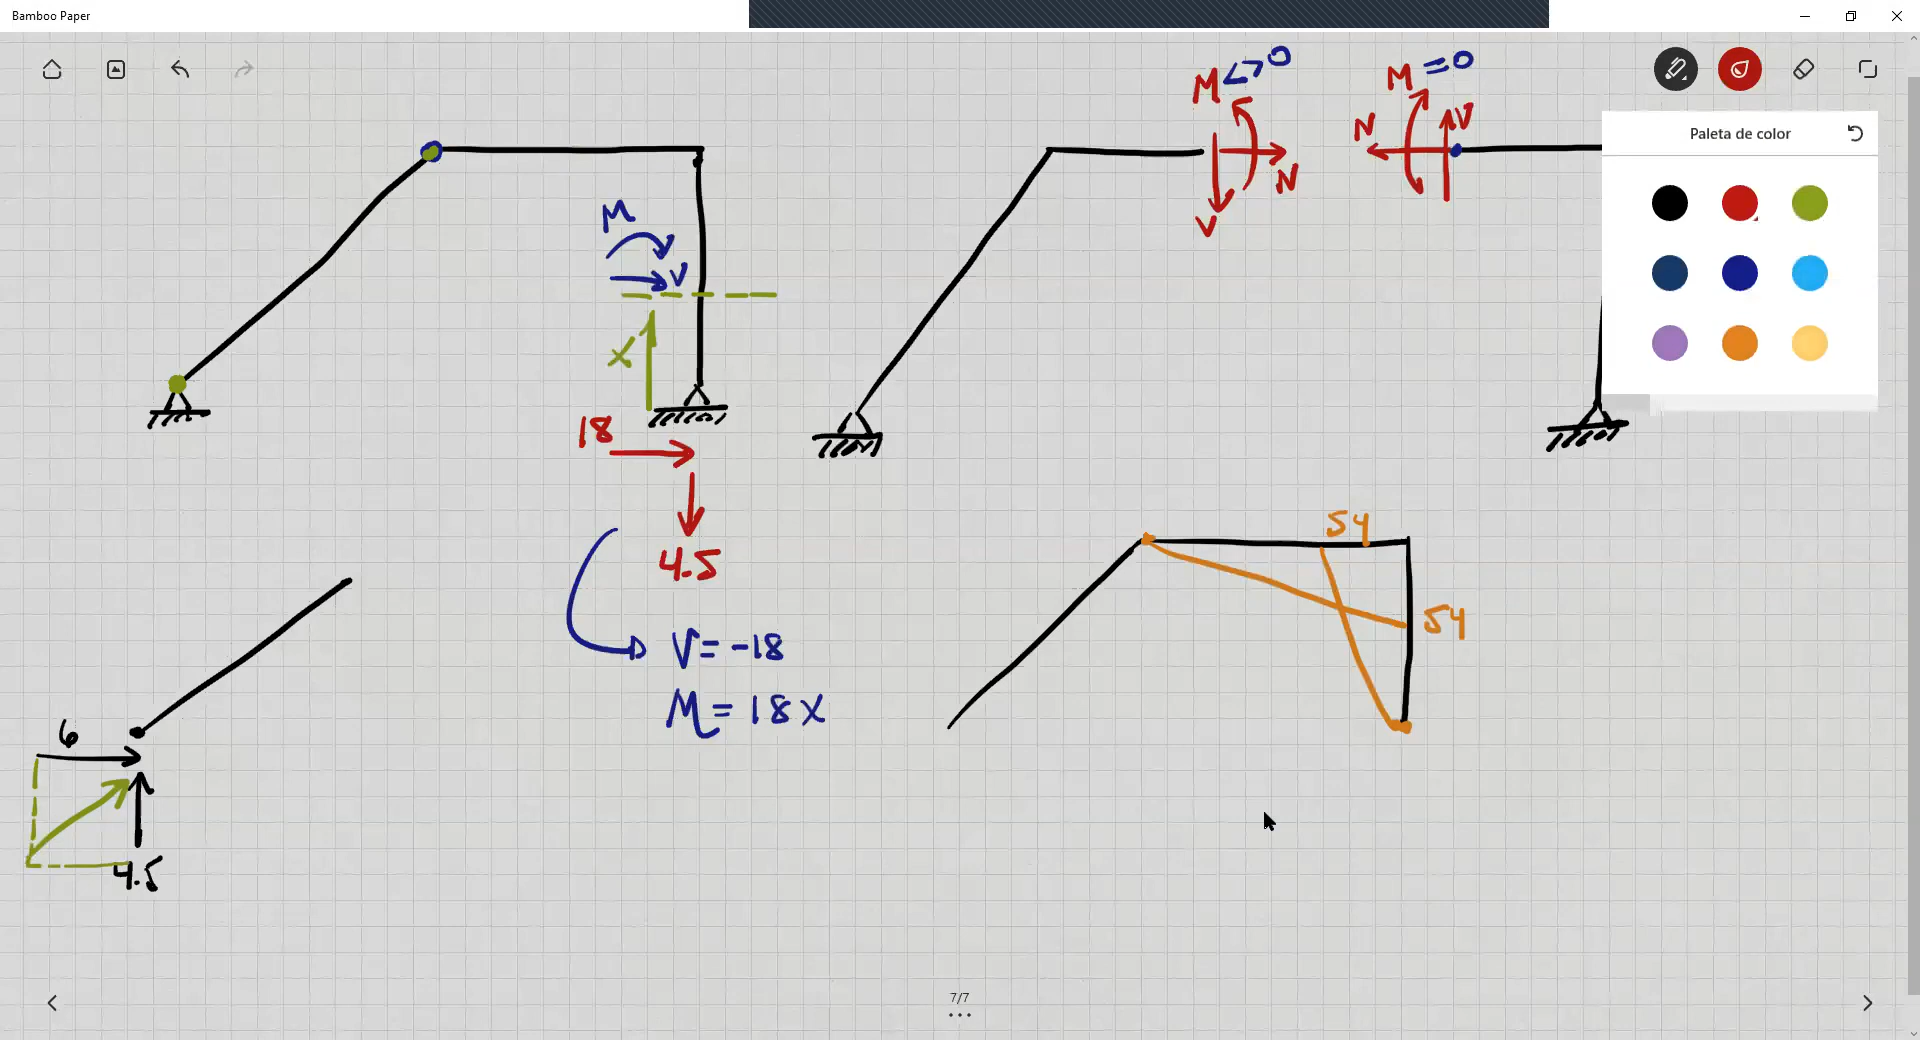 Bamboo Paper
M<>0
M=0
N
V
N
V
Paleta de color
M
V
X
18
4.5
V=-18
M=18X
6
4.5
54
54
7/7